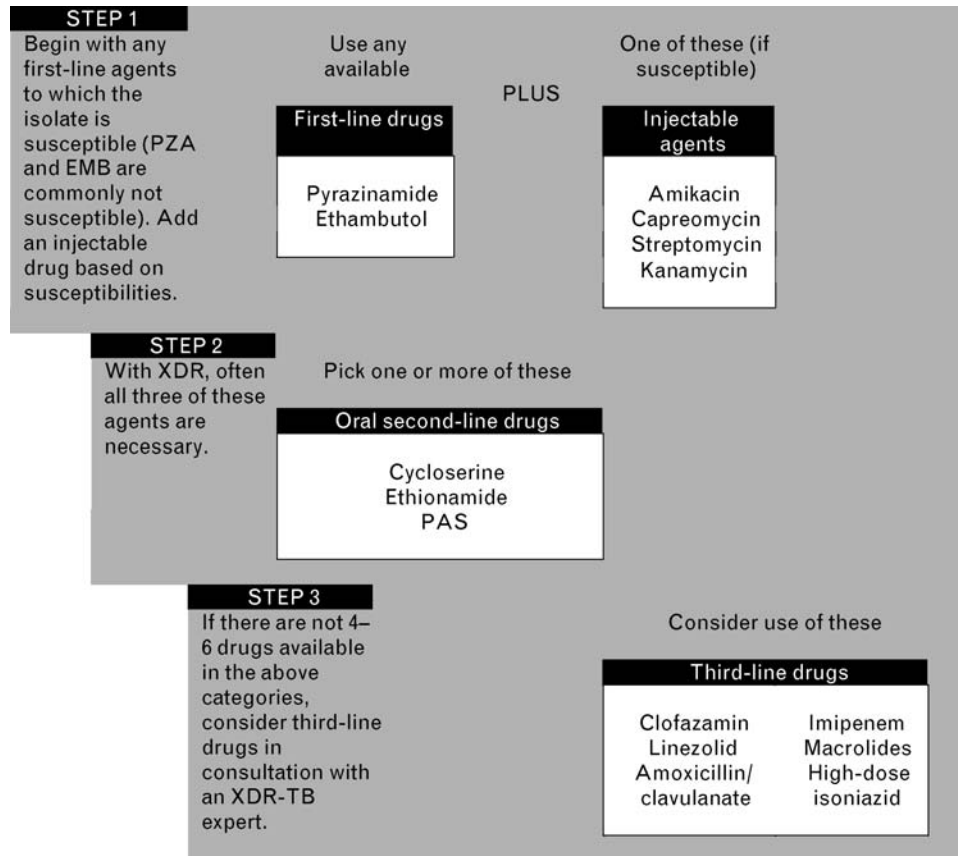 STEP 1
Begin with any
first-line agents
to which the
isolate is
susceptible (PZA
and EMB are
commonly not
susceptible). Add
an injectable
drug based on
susceptibilities.
Use any
available
First-line drugs
Pyrazinamide
Ethambutol
PLUS
One of these (if
susceptible)
Injectable
agents
Amikacin
Capreomycin
Streptomycin
Kanamycin
STEP 2
With XDR, often
all three of these
agents are
necessary.
Pick one or more of these
Oral second-line drugs
Cycloserine
Ethionamide
PAS
STEP 3
If there are not 4–
6 drugs available
in the above
categories,
consider third-line
drugs in
consultation with
an XDR-TB
expert.
Consider use of these
Third-line drugs
Clofazamin
Linezolid
Amoxicillin/
clavulanate
Imipenem
Macrolides
High-dose
isoniazid